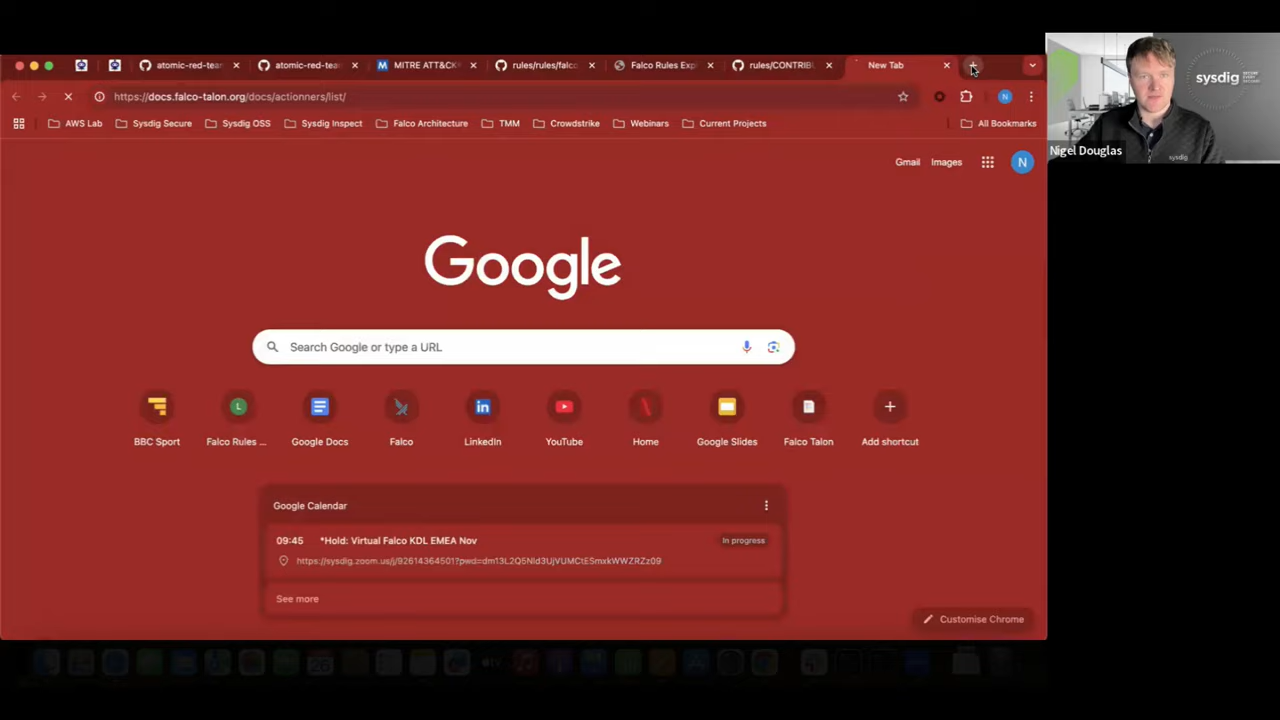 atomic-red-tea
atomic-red-tea
MITRE ATT&CK
rules/rules/falco
Falco Rules Exp
rules/CONTRIBU
New Tab
https://docs.falco-talon.org/docs/actionners/list/
N
AWS Lab
Sysdig Secure
Sysdig OSS
Sysdig Inspect
Falco Architecture
TMM
Crowdstrike
Webinars
Current Projects
All Bookmarks
sysdig
sysdig
Nigel Douglas
Gmail
Images
N
Google
Search Google or type a URL
L
BBC Sport
Falco Rules ...
Google Docs
Falco
LinkedIn
YouTube
Home
Google Slides
Falco Talon
Add shortcut
Google Calendar
09:45
*Hold: Virtual Falco KDL EMEA Nov
In progress
See more
Customise Chrome